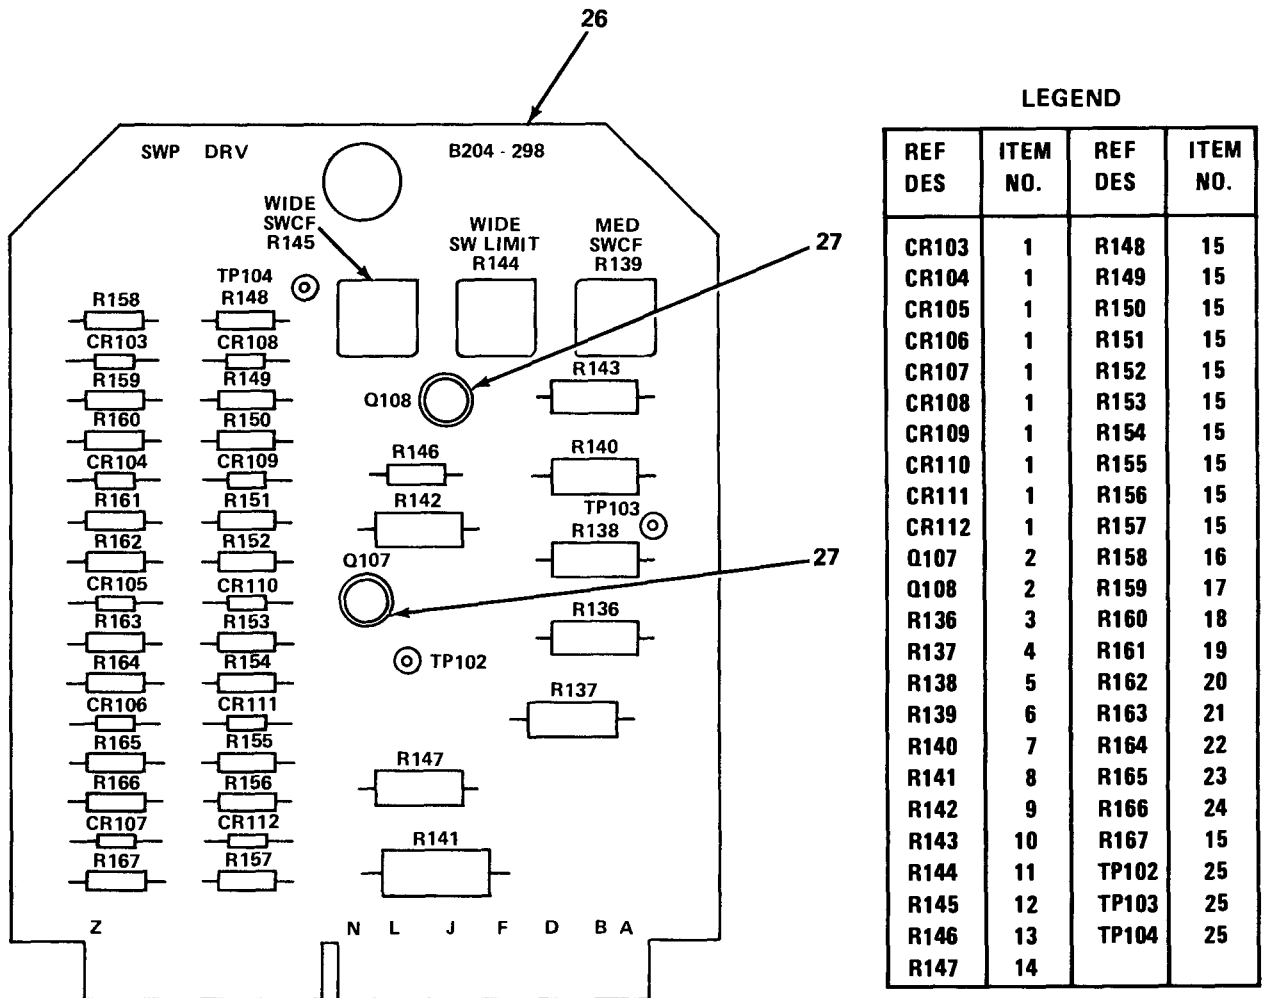 26
SWP DRV
B204 - 298
WIDE
SWCF
R145
WIDE
SW LIMIT
R144
MED
SWCF
R139
27
TP104
R158
R148
CR103
CR108
R143
R159
R149
Q108
R160
R150
R146
R140
CR104
CR109
R161
R151
R142
TP103
R162
R152
R138
Q107
27
CR105
CR110
R163
R153
R136
R164
R154
TP102
CR106
CR111
R137
R165
R155
R147
R166
R156
CR107
CR112
R141
R167
R157
Z N L J F D B A
LEGEND
REF DES ITEM NO. REF DES ITEM NO.
CR103 1 R148 15
CR104 1 R149 15
CR105 1 R150 15
CR106 1 R151 15
CR107 1 R152 15
CR108 1 R153 15
CR109 1 R154 15
CR110 1 R155 15
CR111 1 R156 15
CR112 1 R157 15
Q107 2 R158 16
Q108 2 R159 17
R136 3 R160 18
R137 4 R161 19
R138 5 R162 20
R139 6 R163 21
R140 7 R164 22
R141 8 R165 23
R142 9 R166 24
R143 10 R167 15
R144 11 TP102 25
R145 12 TP103 25
R146 13 TP104 25
R147 14